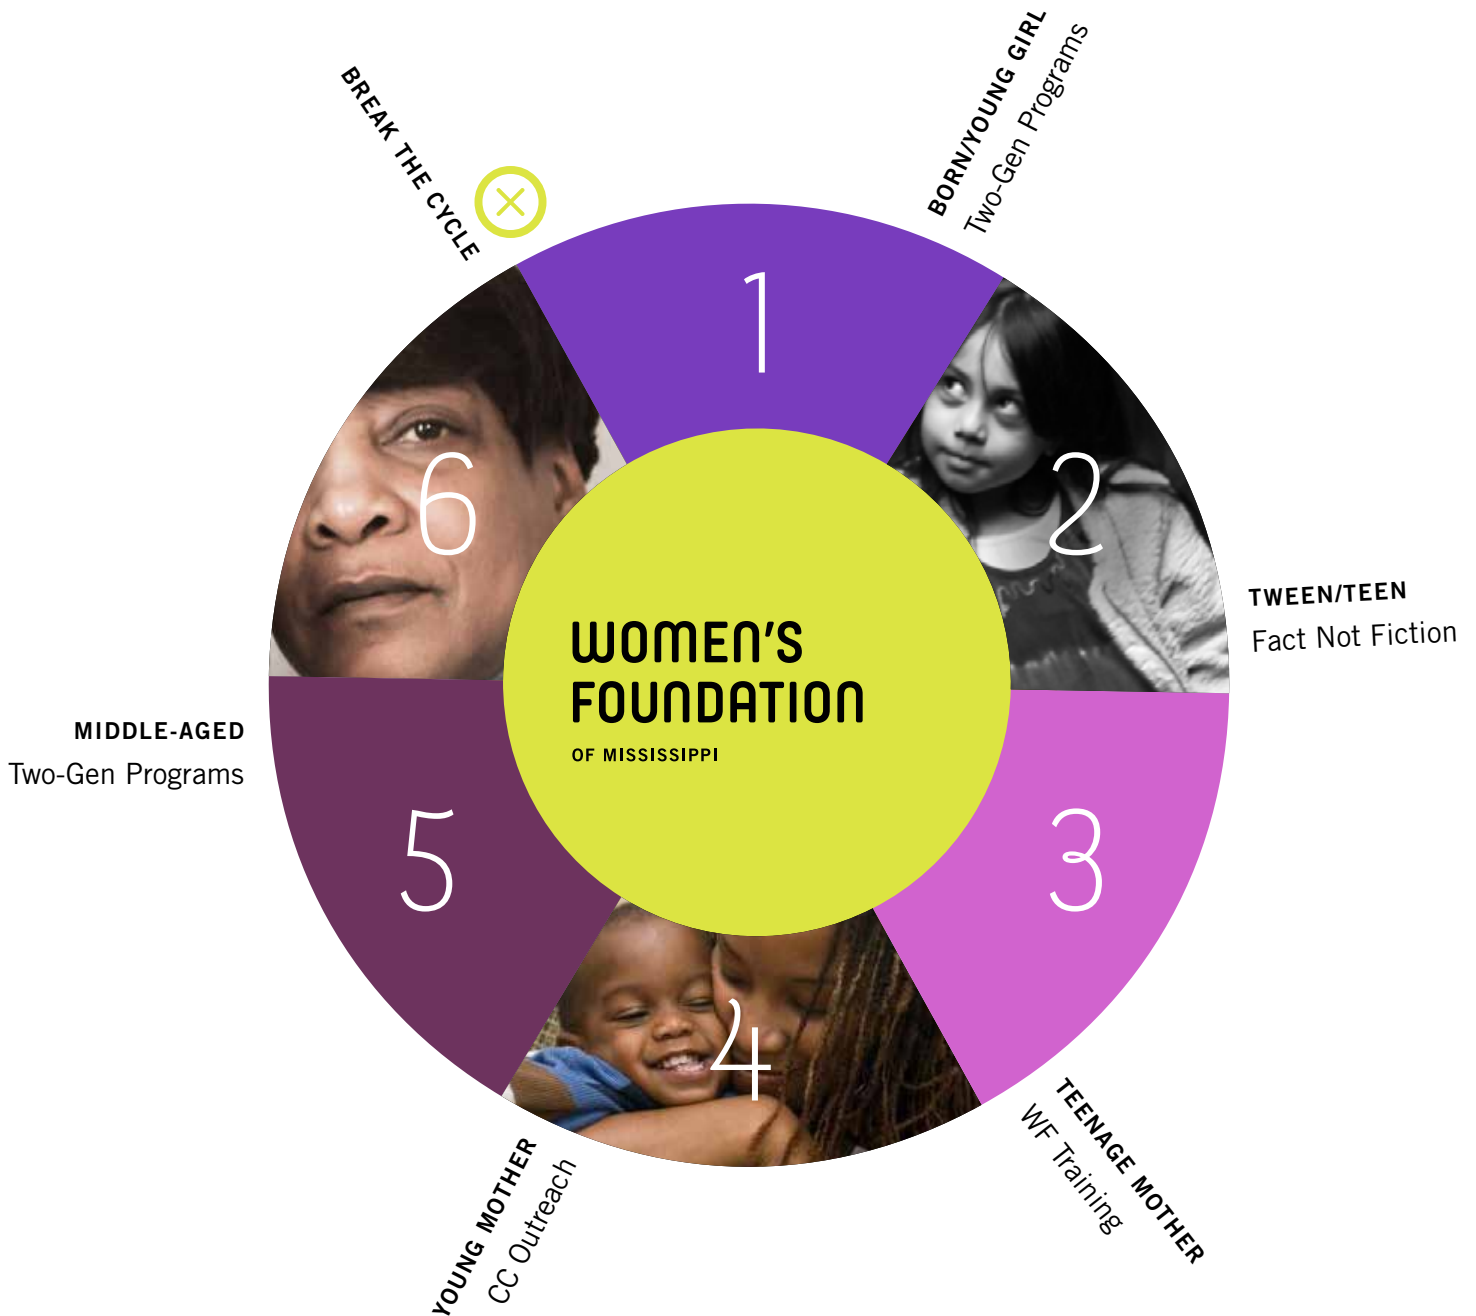 BREAK THE CYCLE
BORN/YOUNG GIRL
Two-Gen Programs
1
2
TWEEN/TEEN
Fact Not Fiction
3
TEENAGE MOTHER
WF Training
4
YOUNG MOTHER
CC Outreach
5
MIDDLE-AGED
Two-Gen Programs
6
WOMEN'S
FOUNDATION
OF MISSISSIPPI